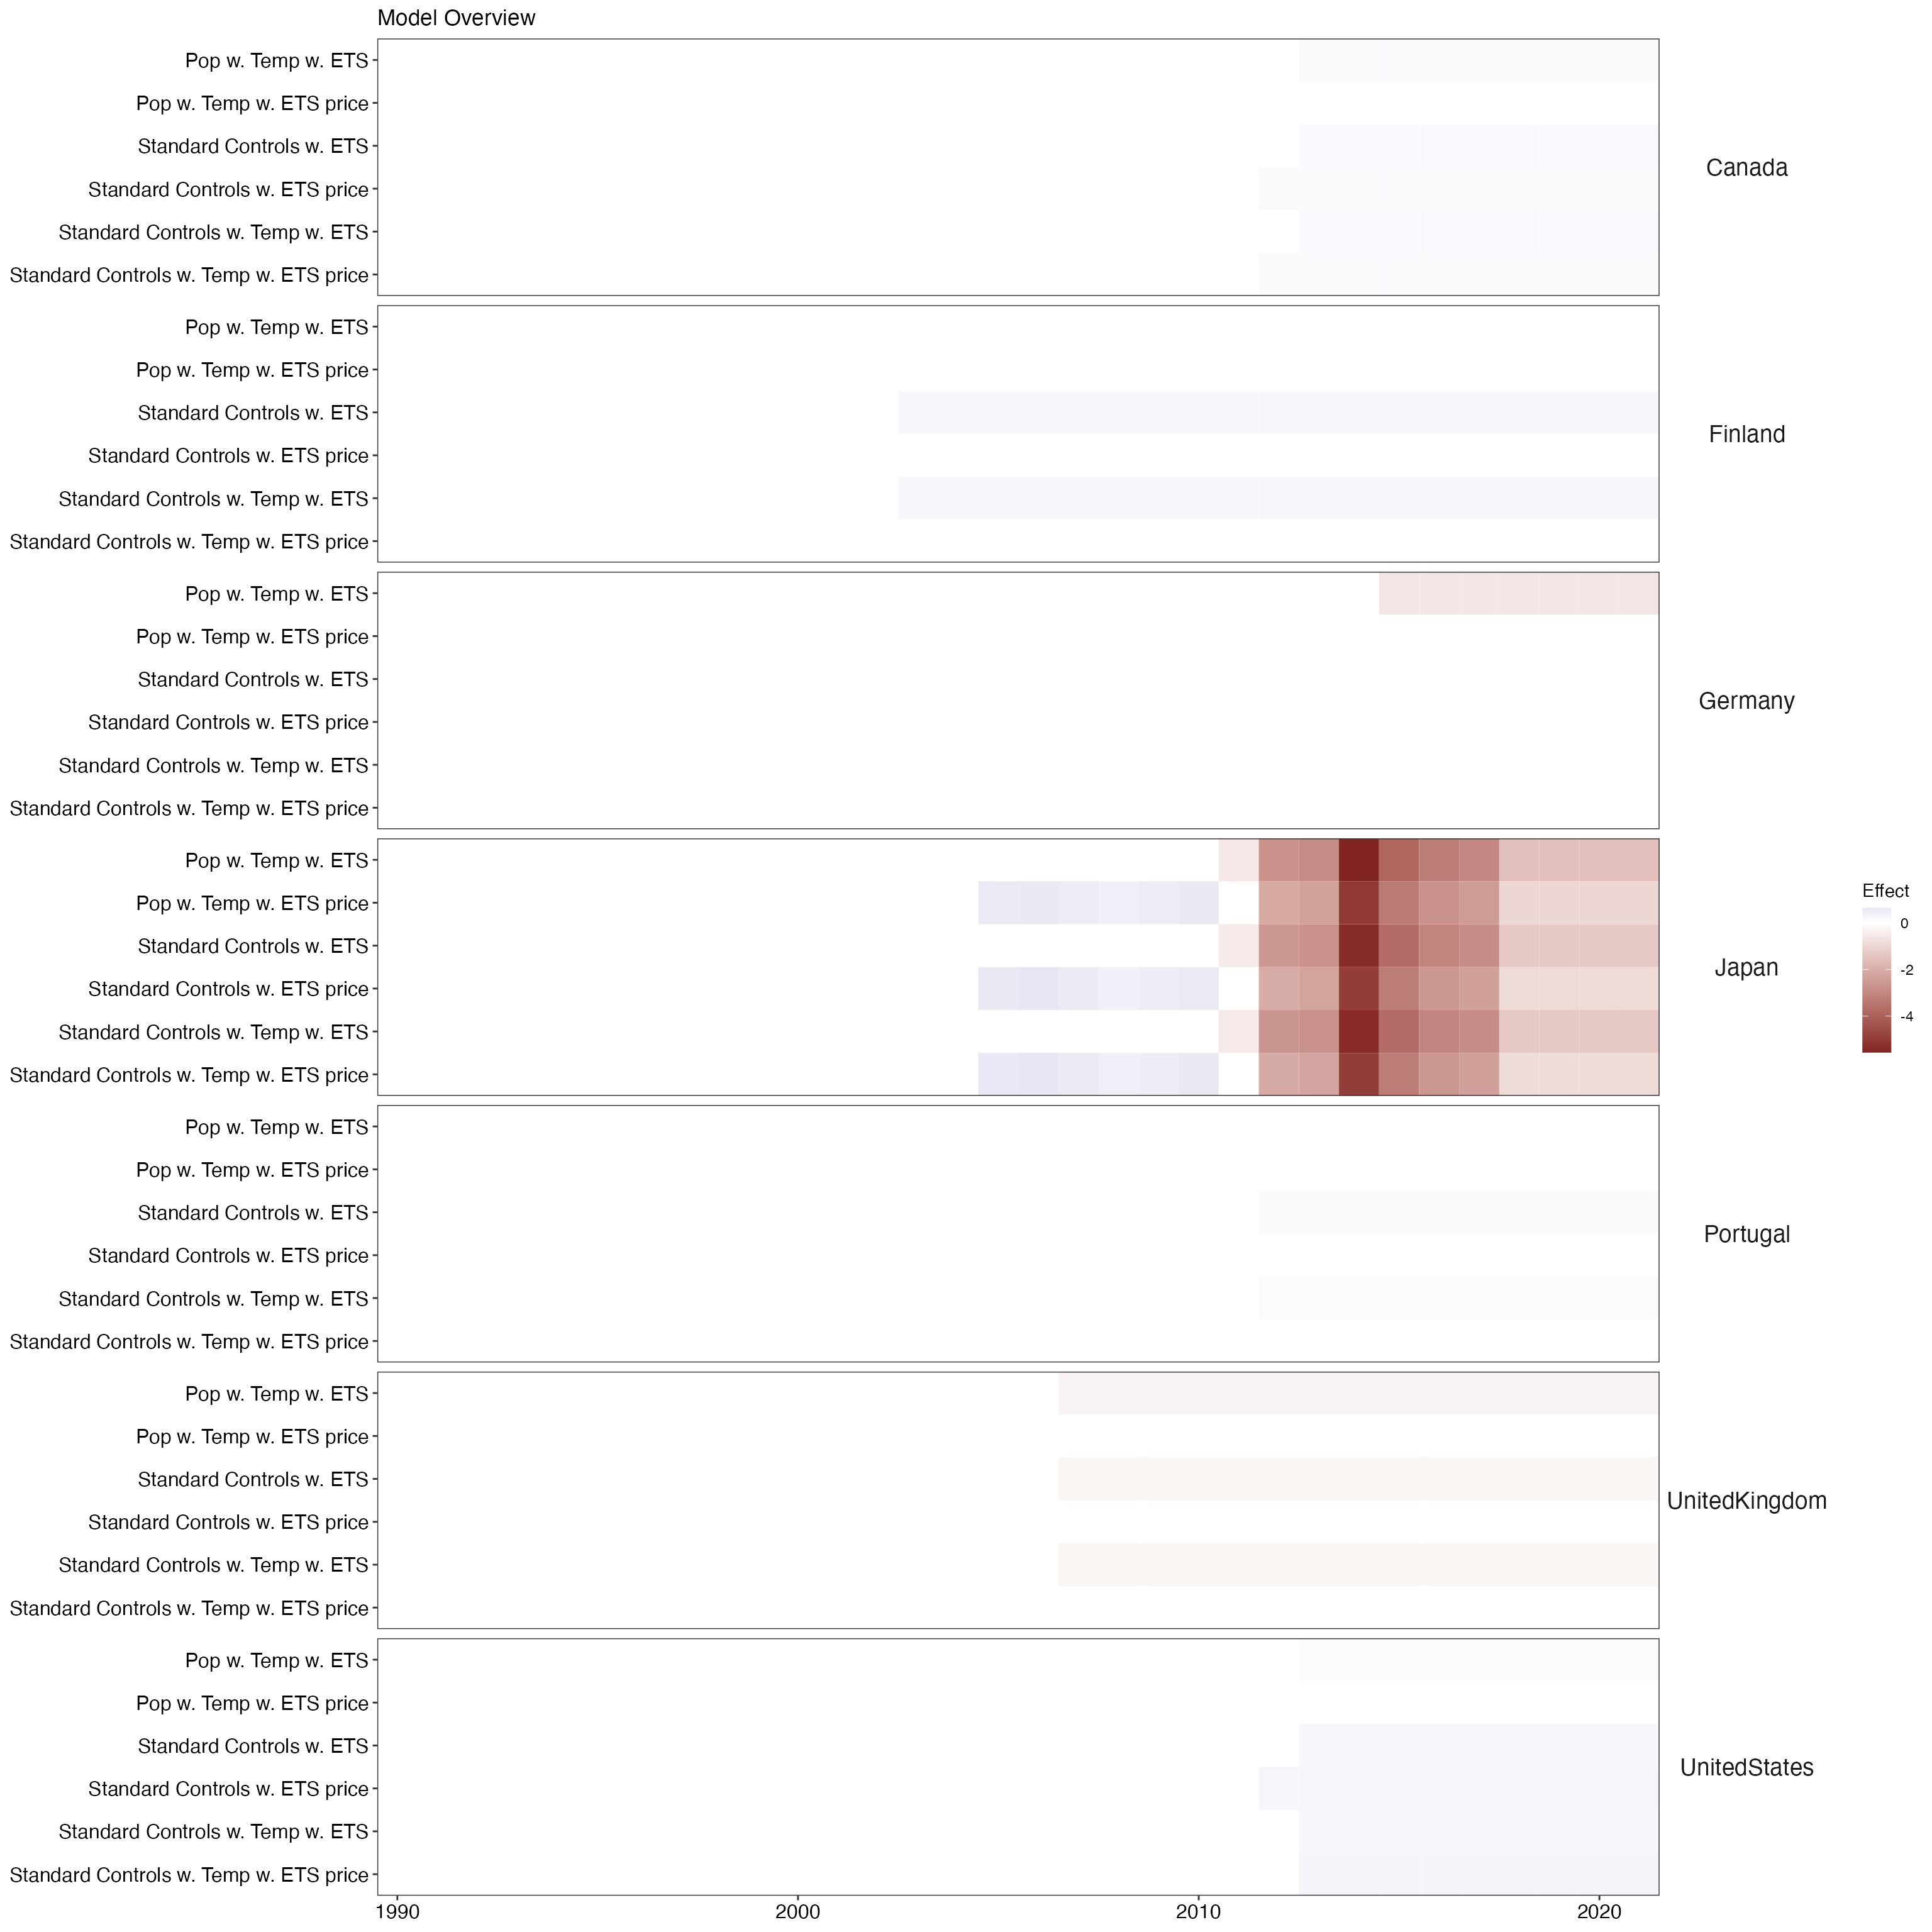 Model Overview
Pop w. Temp w. ETS
Pop w. Temp w. ETS price
Standard Controls w. ETS
Standard Controls w. ETS price
Standard Controls w. Temp w. ETS
Standard Controls w. Temp w. ETS price
Canada
Pop w. Temp w. ETS
Pop w. Temp w. ETS price
Standard Controls w. ETS
Standard Controls w. ETS price
Standard Controls w. Temp w. ETS
Standard Controls w. Temp w. ETS price
Finland
Pop w. Temp w. ETS
Pop w. Temp w. ETS price
Standard Controls w. ETS
Standard Controls w. ETS price
Standard Controls w. Temp w. ETS
Standard Controls w. Temp w. ETS price
Germany
Pop w. Temp w. ETS
Pop w. Temp w. ETS price
Standard Controls w. ETS
Standard Controls w. ETS price
Standard Controls w. Temp w. ETS
Standard Controls w. Temp w. ETS price
Japan
Pop w. Temp w. ETS
Pop w. Temp w. ETS price
Standard Controls w. ETS
Standard Controls w. ETS price
Standard Controls w. Temp w. ETS
Standard Controls w. Temp w. ETS price
Portugal
Pop w. Temp w. ETS
Pop w. Temp w. ETS price
Standard Controls w. ETS
Standard Controls w. ETS price
Standard Controls w. Temp w. ETS
Standard Controls w. Temp w. ETS price
UnitedKingdom
Pop w. Temp w. ETS
Pop w. Temp w. ETS price
Standard Controls w. ETS
Standard Controls w. ETS price
Standard Controls w. Temp w. ETS
Standard Controls w. Temp w. ETS price
UnitedStates
1990 2000 2010 2020
Effect
0
-2
-4